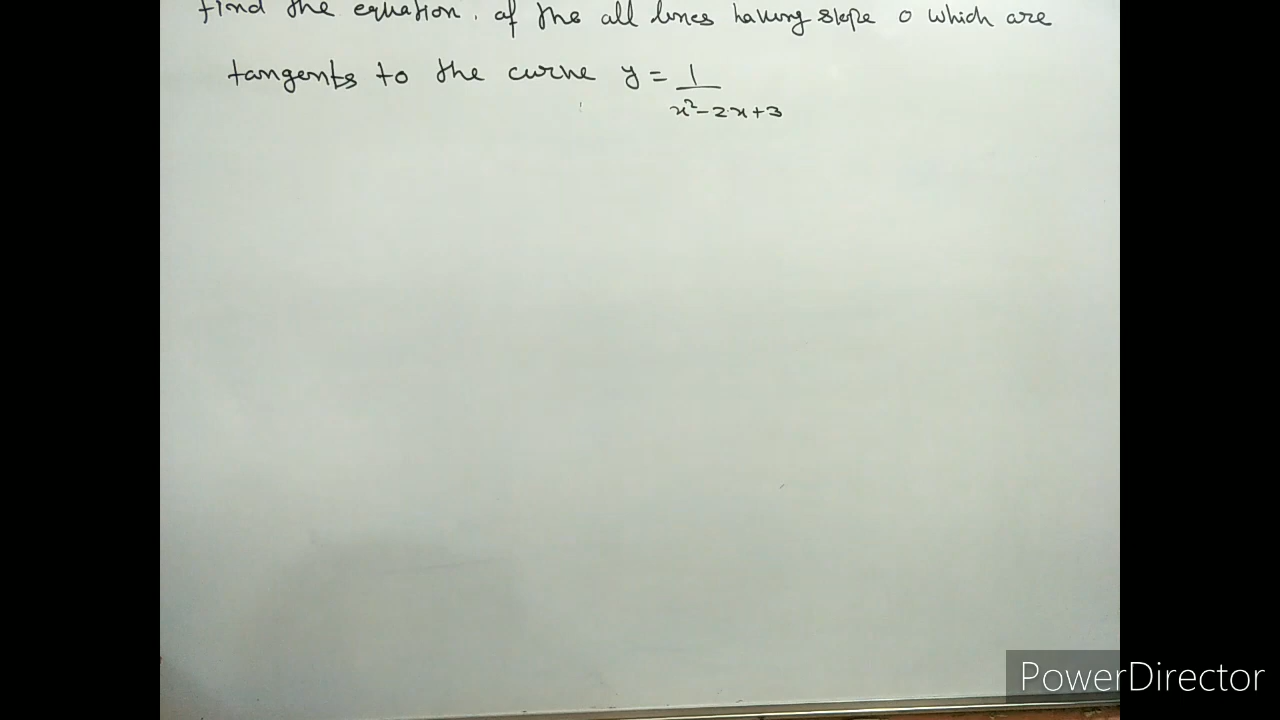 find the equation. of the all lines having slope 0 which are
tangents to the curve y = 1
x²-2x+3
PowerDirector